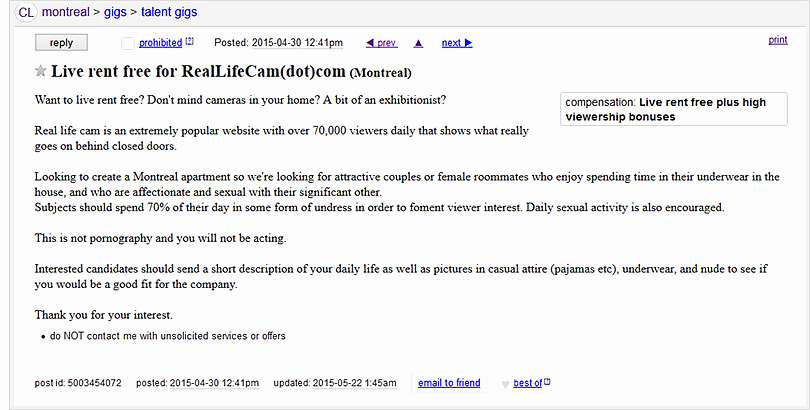 CL montreal > gigs > talent gigs
reply prohibited [?] Posted: 2015-04-30 12:41pm ◀ prev ▲ next ▶ print
★ Live rent free for RealLifeCam(dot)com (Montreal)
Want to live rent free? Don't mind cameras in your home? A bit of an exhibitionist?
compensation: Live rent free plus high
viewership bonuses
Real life cam is an extremely popular website with over 70,000 viewers daily that shows what really
goes on behind closed doors.
Looking to create a Montreal apartment so we're looking for attractive couples or female roommates who enjoy spending time in their underwear in the
house, and who are affectionate and sexual with their significant other.
Subjects should spend 70% of their day in some form of undress in order to foment viewer interest. Daily sexual activity is also encouraged.
This is not pornography and you will not be acting.
Interested candidates should send a short description of your daily life as well as pictures in casual attire (pajamas etc), underwear, and nude to see if
you would be a good fit for the company.
Thank you for your interest.
• do NOT contact me with unsolicited services or offers
post id: 5003454072 posted: 2015-04-30 12:41pm updated: 2015-05-22 1:45am email to friend ♥ best of [?]